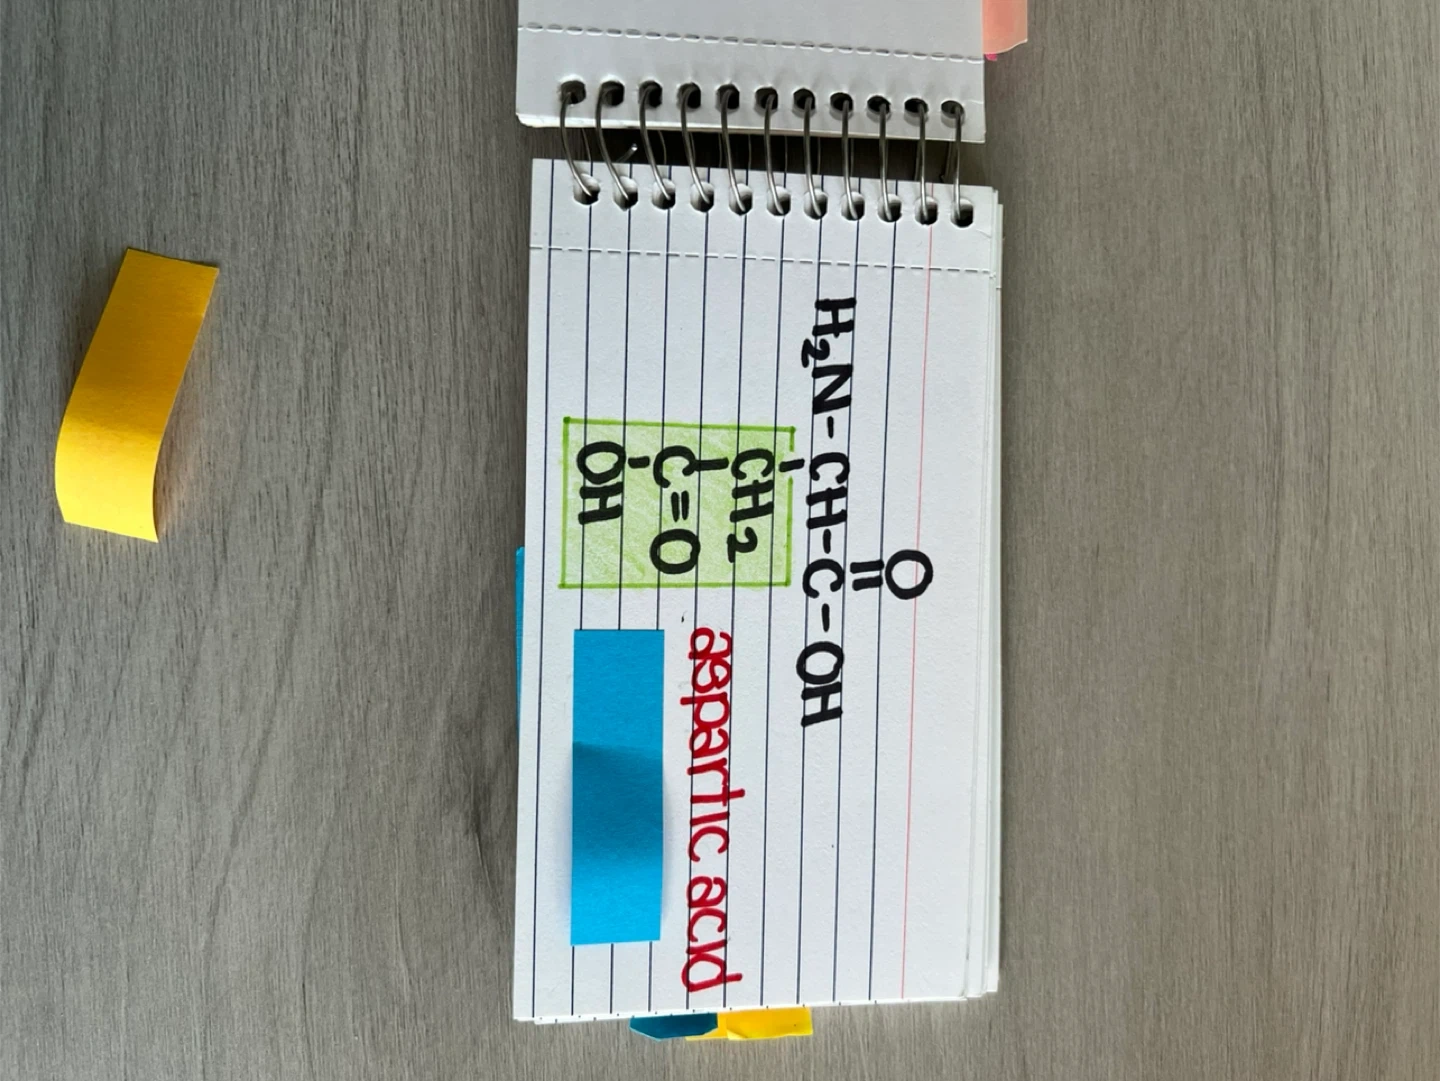 O
||
H₂N-CH-C-OH
|
CH₂
|
C=O
|
OH
aspartic acid